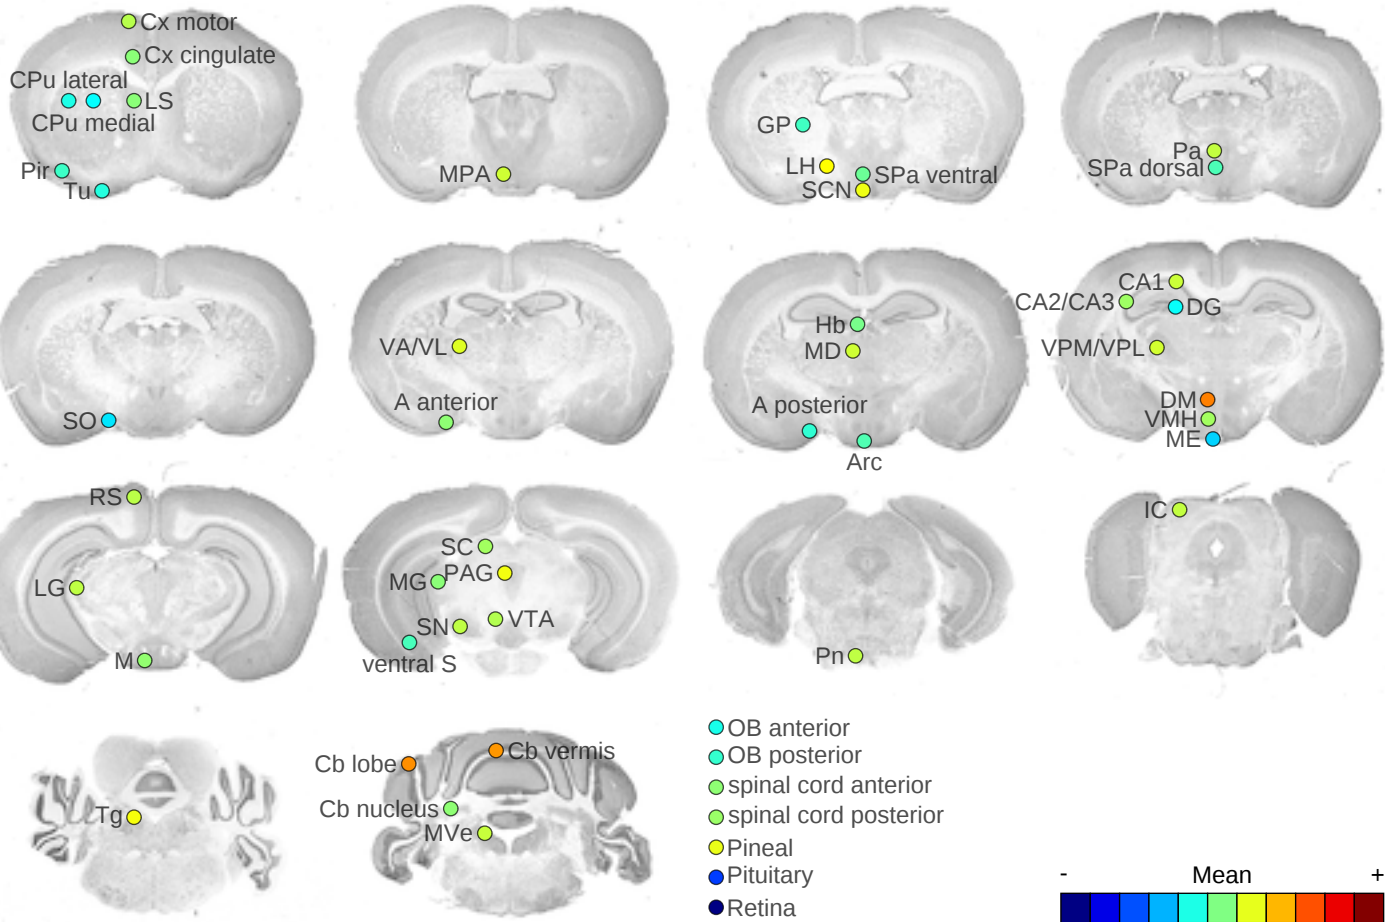 Cx motor
Cx cingulate
CPu lateral
LS
CPu medial
Pir
Tu
MPA
GP
LH
SPa ventral
SCN
Pa
SPa dorsal
SO
VA/VL
A anterior
Hb
MD
A posterior
Arc
CA1
CA2/CA3
DG
VPM/VPL
DM
VMH
ME
RS
LG
M
SC
MG
PAG
SN
VTA
ventral S
Pn
IC
Tg
Cb lobe
Cb vermis
Cb nucleus
MVe
OB anterior
OB posterior
spinal cord anterior
spinal cord posterior
Pineal
Pituitary
Retina
- Mean +